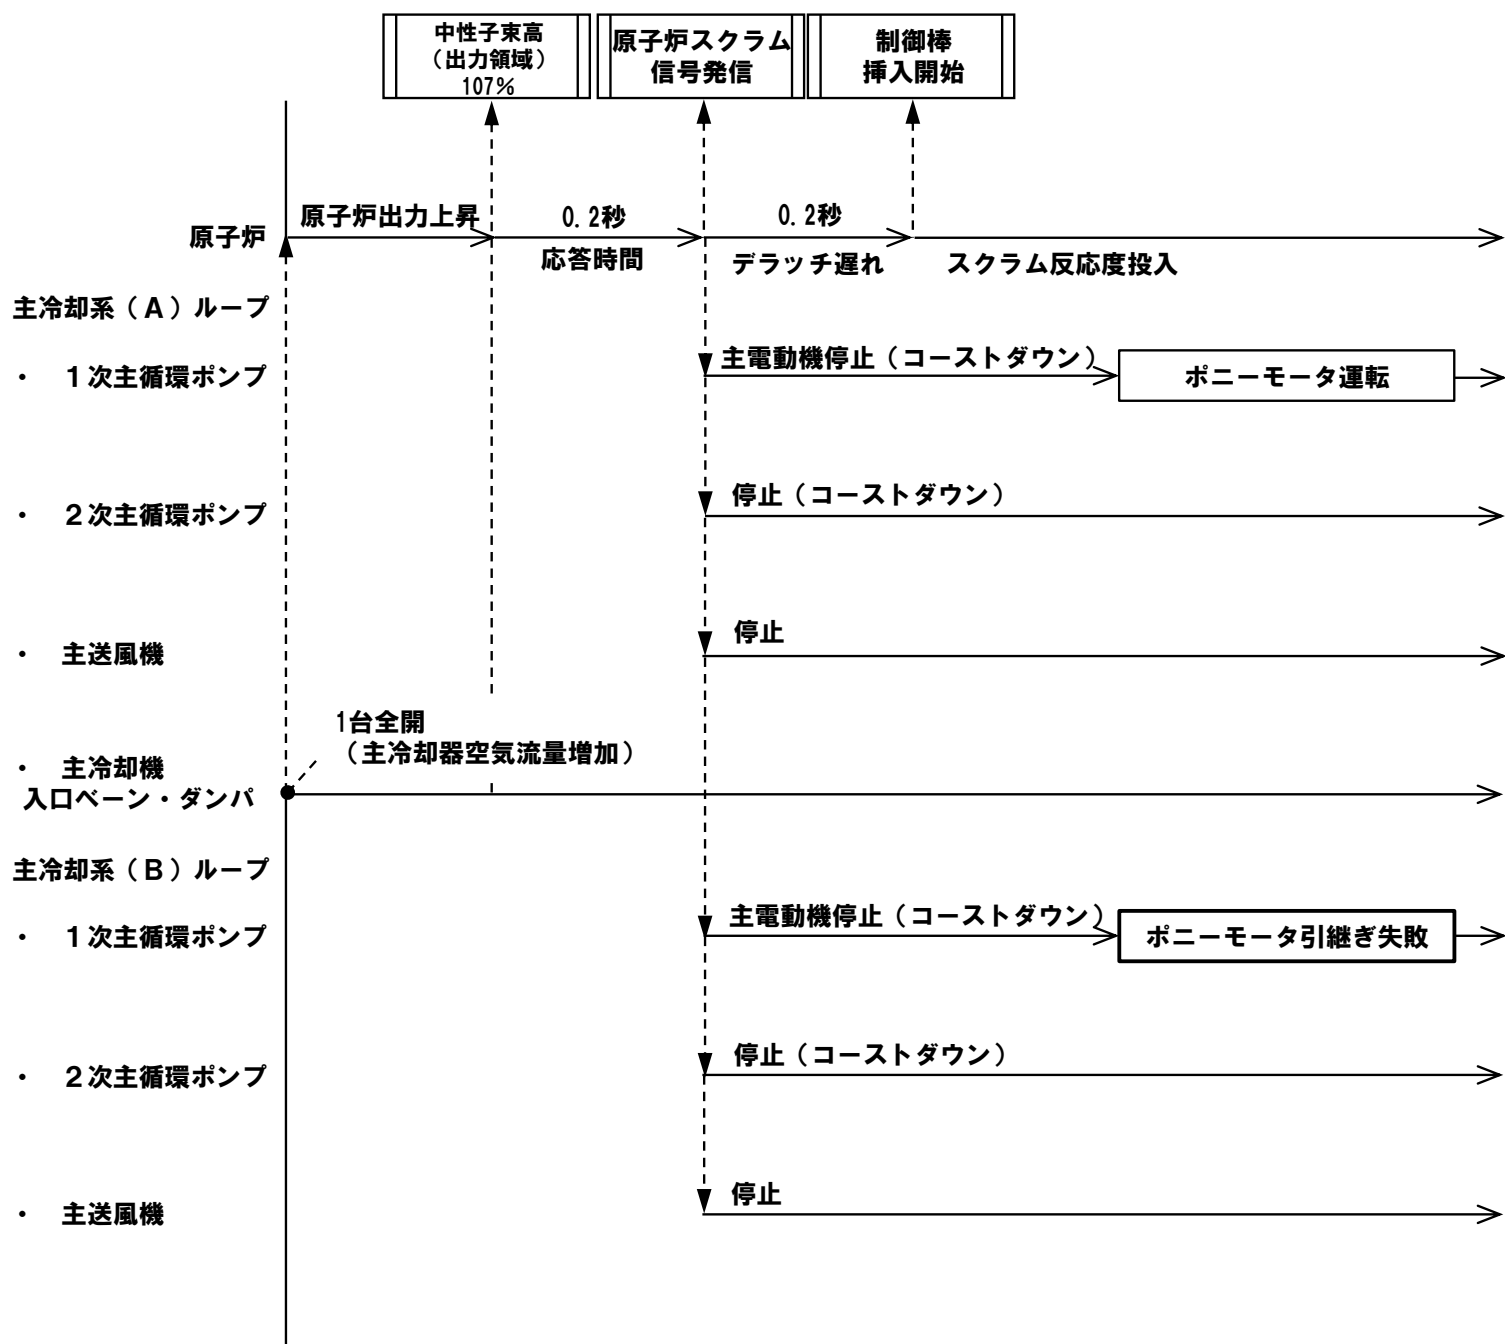 中性子束高
（出力領域）
107％
原子炉スクラム
信号発信
制御棒
挿入開始
原子炉
原子炉出力上昇
0.2秒
応答時間
0.2秒
デラッチ遅れ
スクラム反応度投入
主冷却系（Ａ）ループ
・ １次主循環ポンプ
主電動機停止（コーストダウン）
ポニーモータ運転
・ ２次主循環ポンプ
停止（コーストダウン）
・ 主送風機
停止
1台全開
（主冷却器空気流量増加）
・ 主冷却機
入口ベーン・ダンパ
主冷却系（Ｂ）ループ
・ １次主循環ポンプ
主電動機停止（コーストダウン）
ポニーモータ引継ぎ失敗
・ ２次主循環ポンプ
停止（コーストダウン）
・ 主送風機
停止